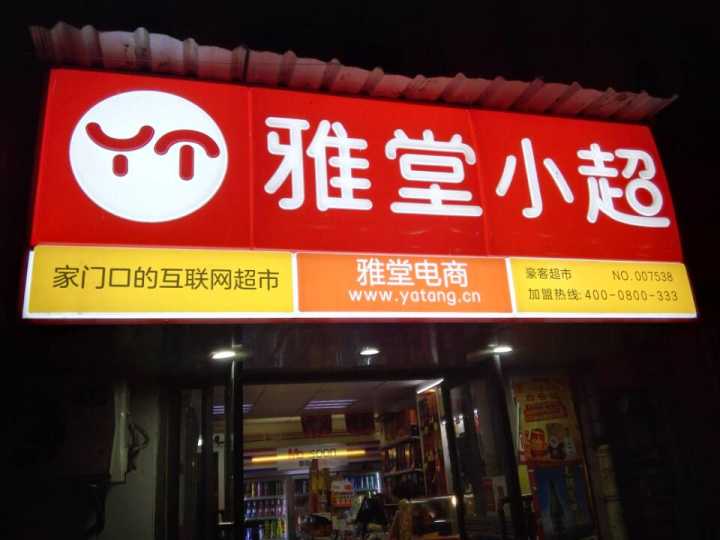 雅堂小超
家门口的互联网超市
雅堂电商
www.yatang.cn
豪客超市 NO.007538
加盟热线:400-0800-333